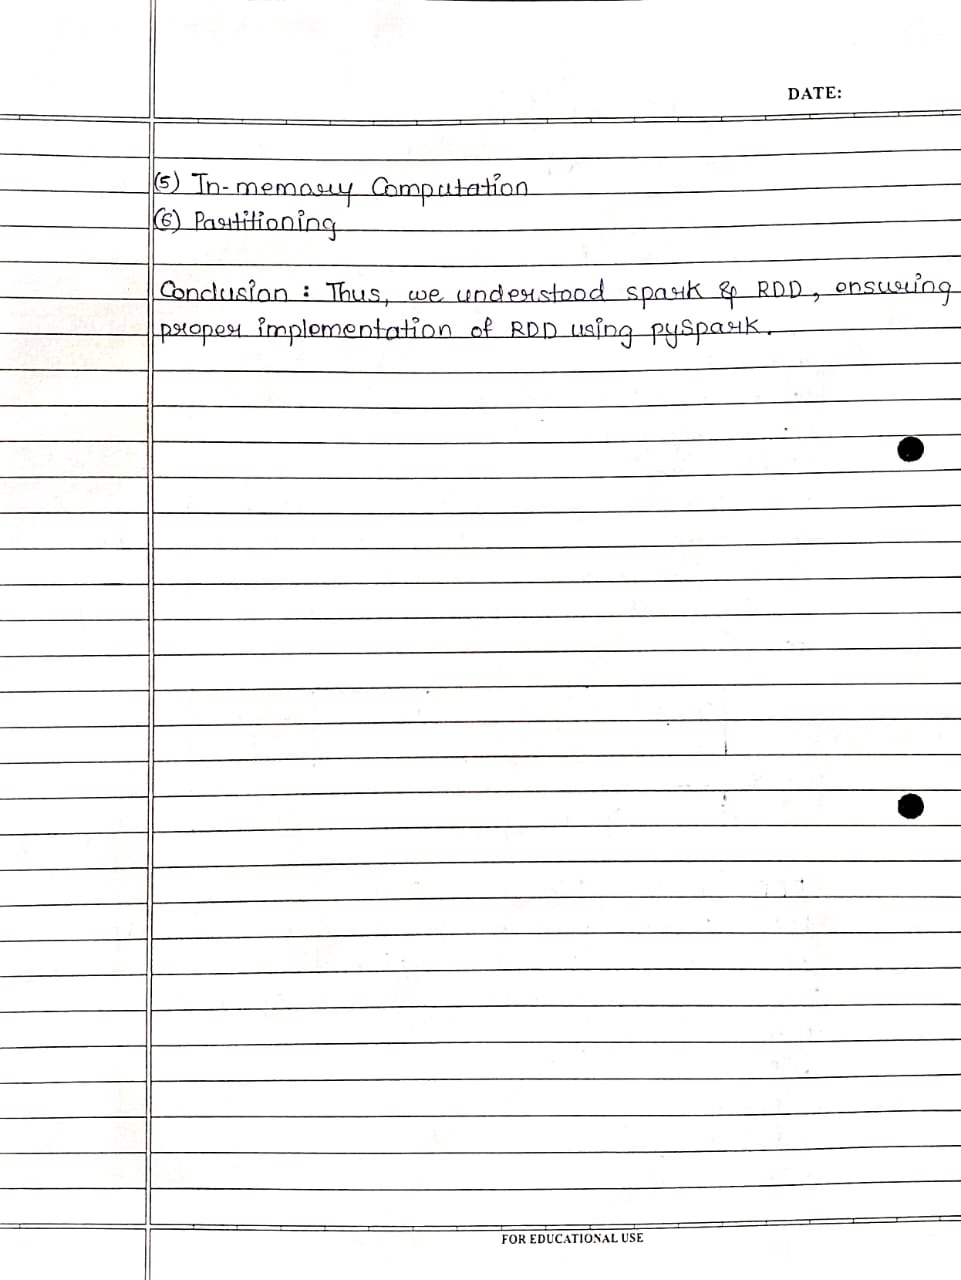 DATE:
(5) In-memory Computation
(6) Partitioning
Conclusion : Thus, we understood spark & RDD, ensuring
proper implementation of RDD using pyspark.
FOR EDUCATIONAL USE